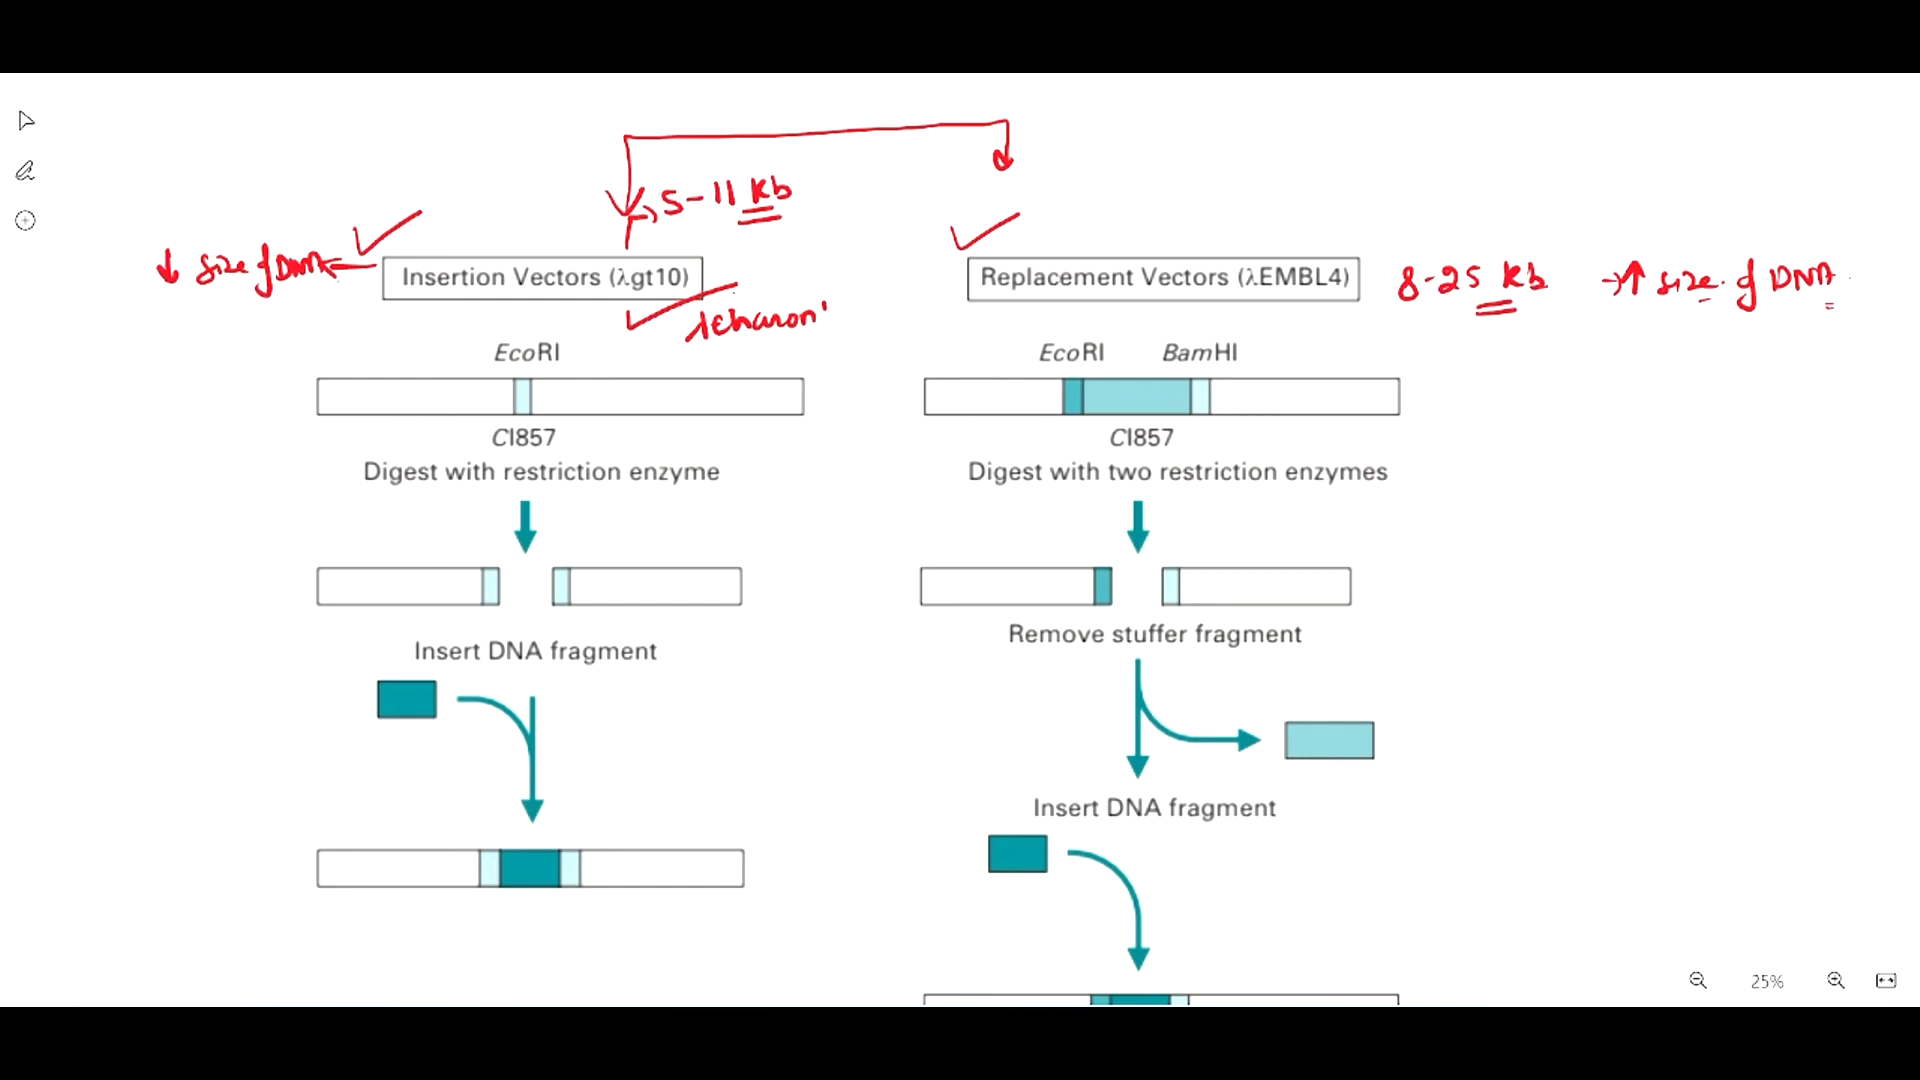 5-11 Kb
↓ size of DNA ←
Insertion Vectors (λgt10)
Replacement Vectors (λEMBL4)
8-25 Kb → ↑ size of DNA
λcharon
EcoRI
EcoRI BamHI
CI857
CI857
Digest with restriction enzyme
Digest with two restriction enzymes
Remove stuffer fragment
Insert DNA fragment
Insert DNA fragment
25%